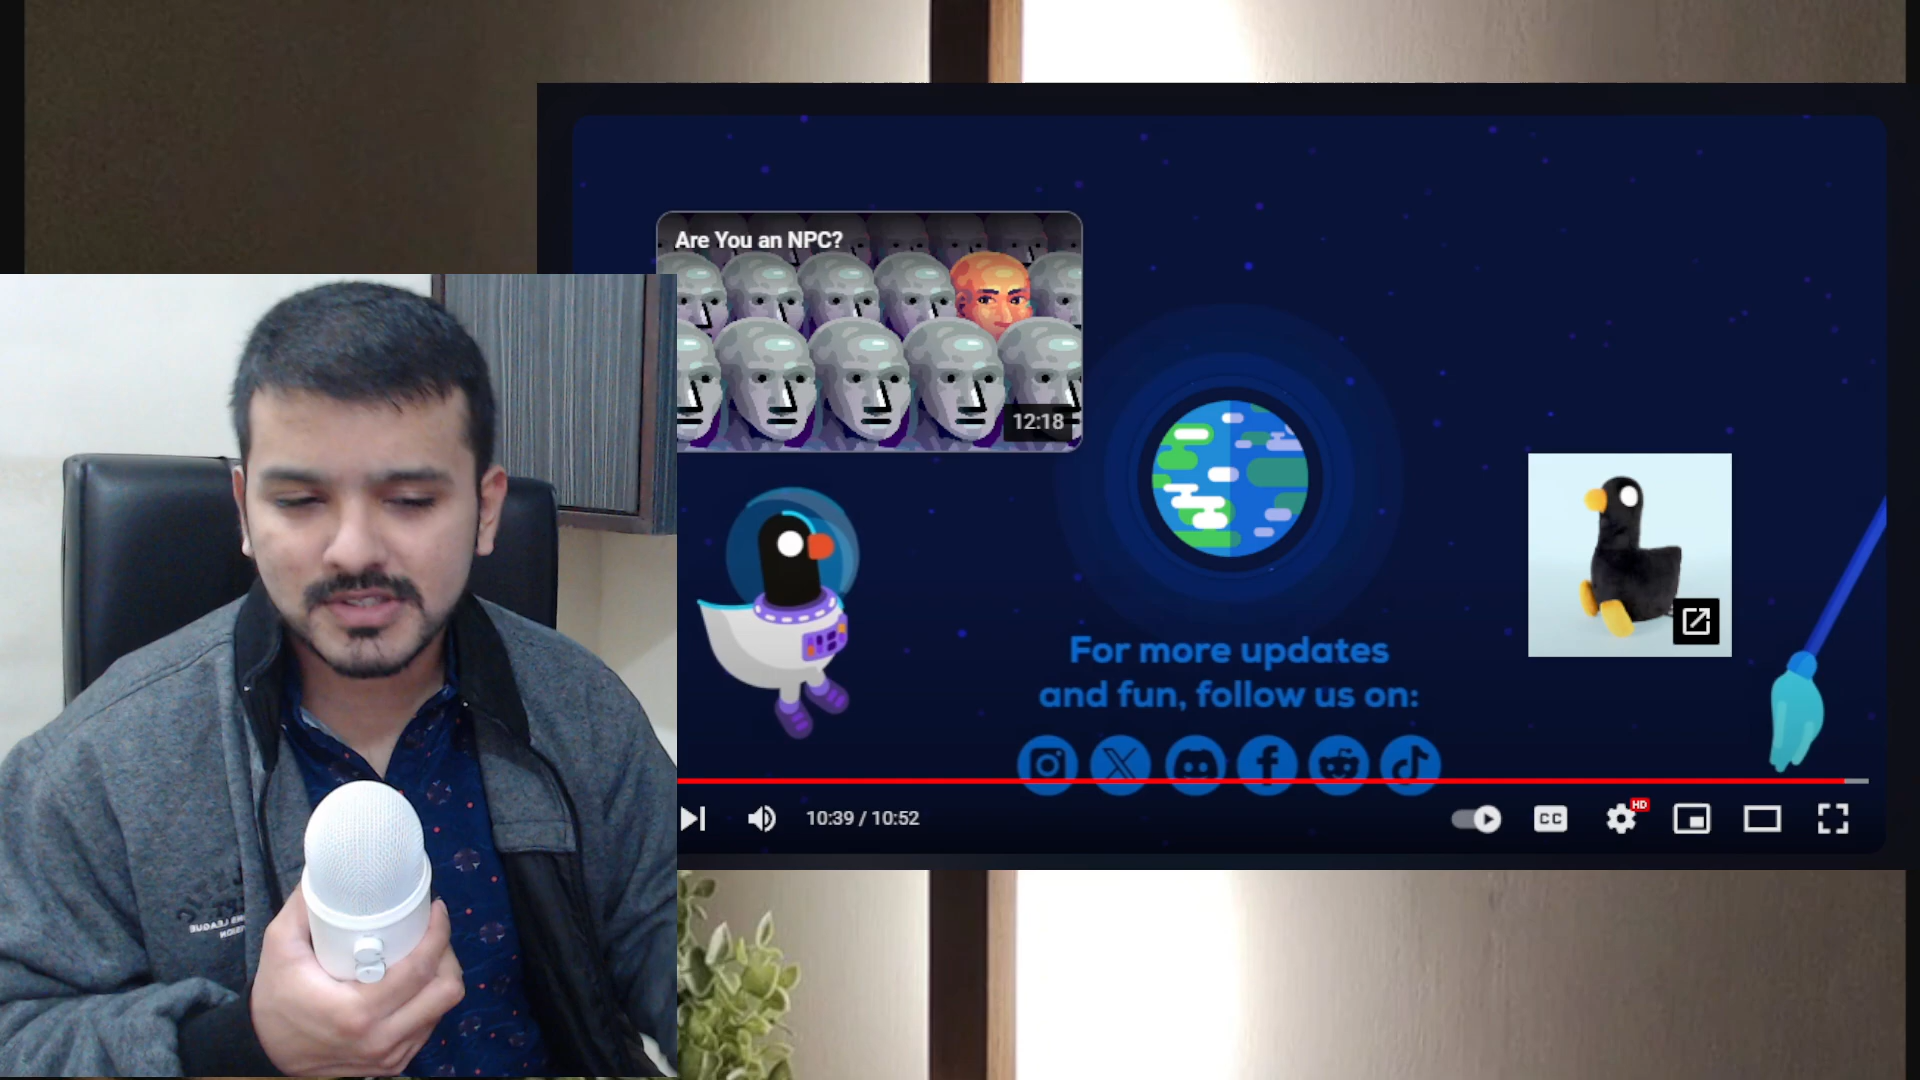 Are You an NPC?
12:18
For more updates
and fun, follow us on:
10:39 / 10:52
CC
HD